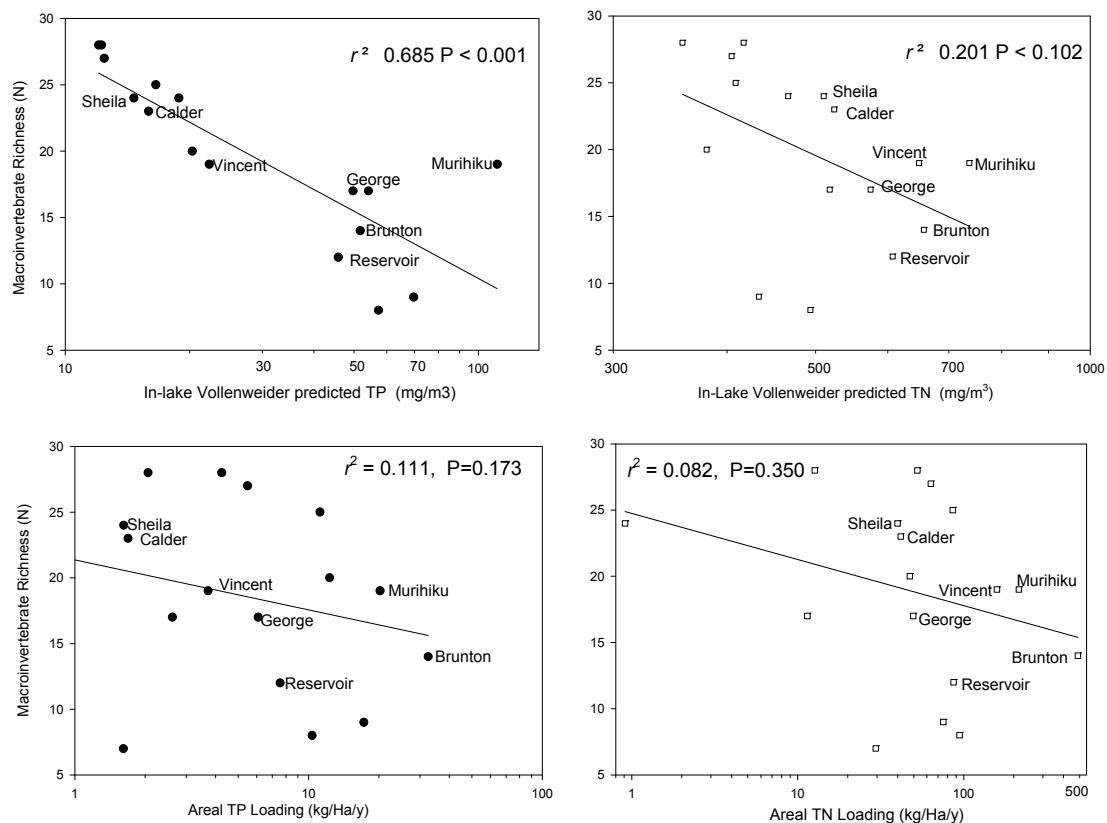 30
25
20
15
10
5
Macroinvertebrate Richness (N)
r² 0.685 P < 0.001
Sheila
Calder
Vincent
George
Murihiku
Brunton
Reservoir
10 30 50 70 100
In-lake Vollenweider predicted TP (mg/m3)
30
25
20
15
10
5
r² 0.201 P < 0.102
Sheila
Calder
Vincent
Murihiku
George
Brunton
Reservoir
300 500 700 1000
In-Lake Vollenweider predicted TN (mg/m³)
30
25
20
15
10
5
Macroinvertebrate Richness (N)
r² = 0.111, P=0.173
Sheila
Calder
Vincent
Murihiku
George
Brunton
Reservoir
1 10 100
Areal TP Loading (kg/Ha/y)
30
25
20
15
10
5
r² = 0.082, P=0.350
Sheila
Calder
Vincent
Murihiku
George
Brunton
Reservoir
1 10 100 500
Areal TN Loading (kg/Ha/y)